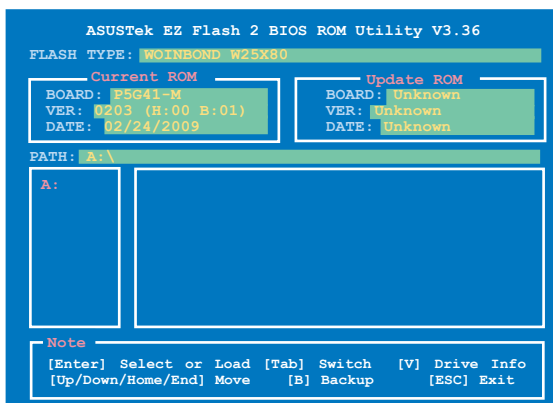 ASUSTek EZ Flash 2 BIOS ROM Utility V3.36
FLASH TYPE: WOINBOND W25X80
Current ROM
BOARD: P5G41-M
VER: 0203 (H:00 B:01)
DATE: 02/24/2009
Update ROM
BOARD: Unknown
VER: Unknown
DATE: Unknown
PATH: A:\
A:
Note
[Enter] Select or Load [Tab] Switch [V] Drive Info
[Up/Down/Home/End] Move [B] Backup [ESC] Exit